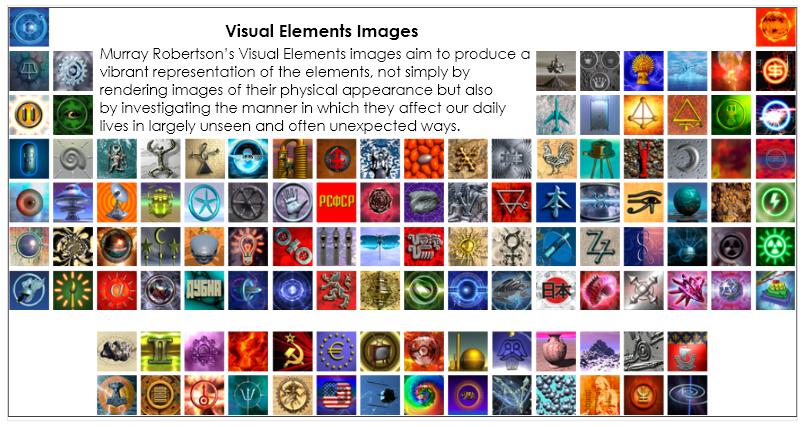 Visual Elements Images
Murray Robertson's Visual Elements images aim to produce a
vibrant representation of the elements, not simply by
rendering images of their physical appearance but also
by investigating the manner in which they affect our daily
lives in largely unseen and often unexpected ways.
РСФСР
ДУБНА
日本